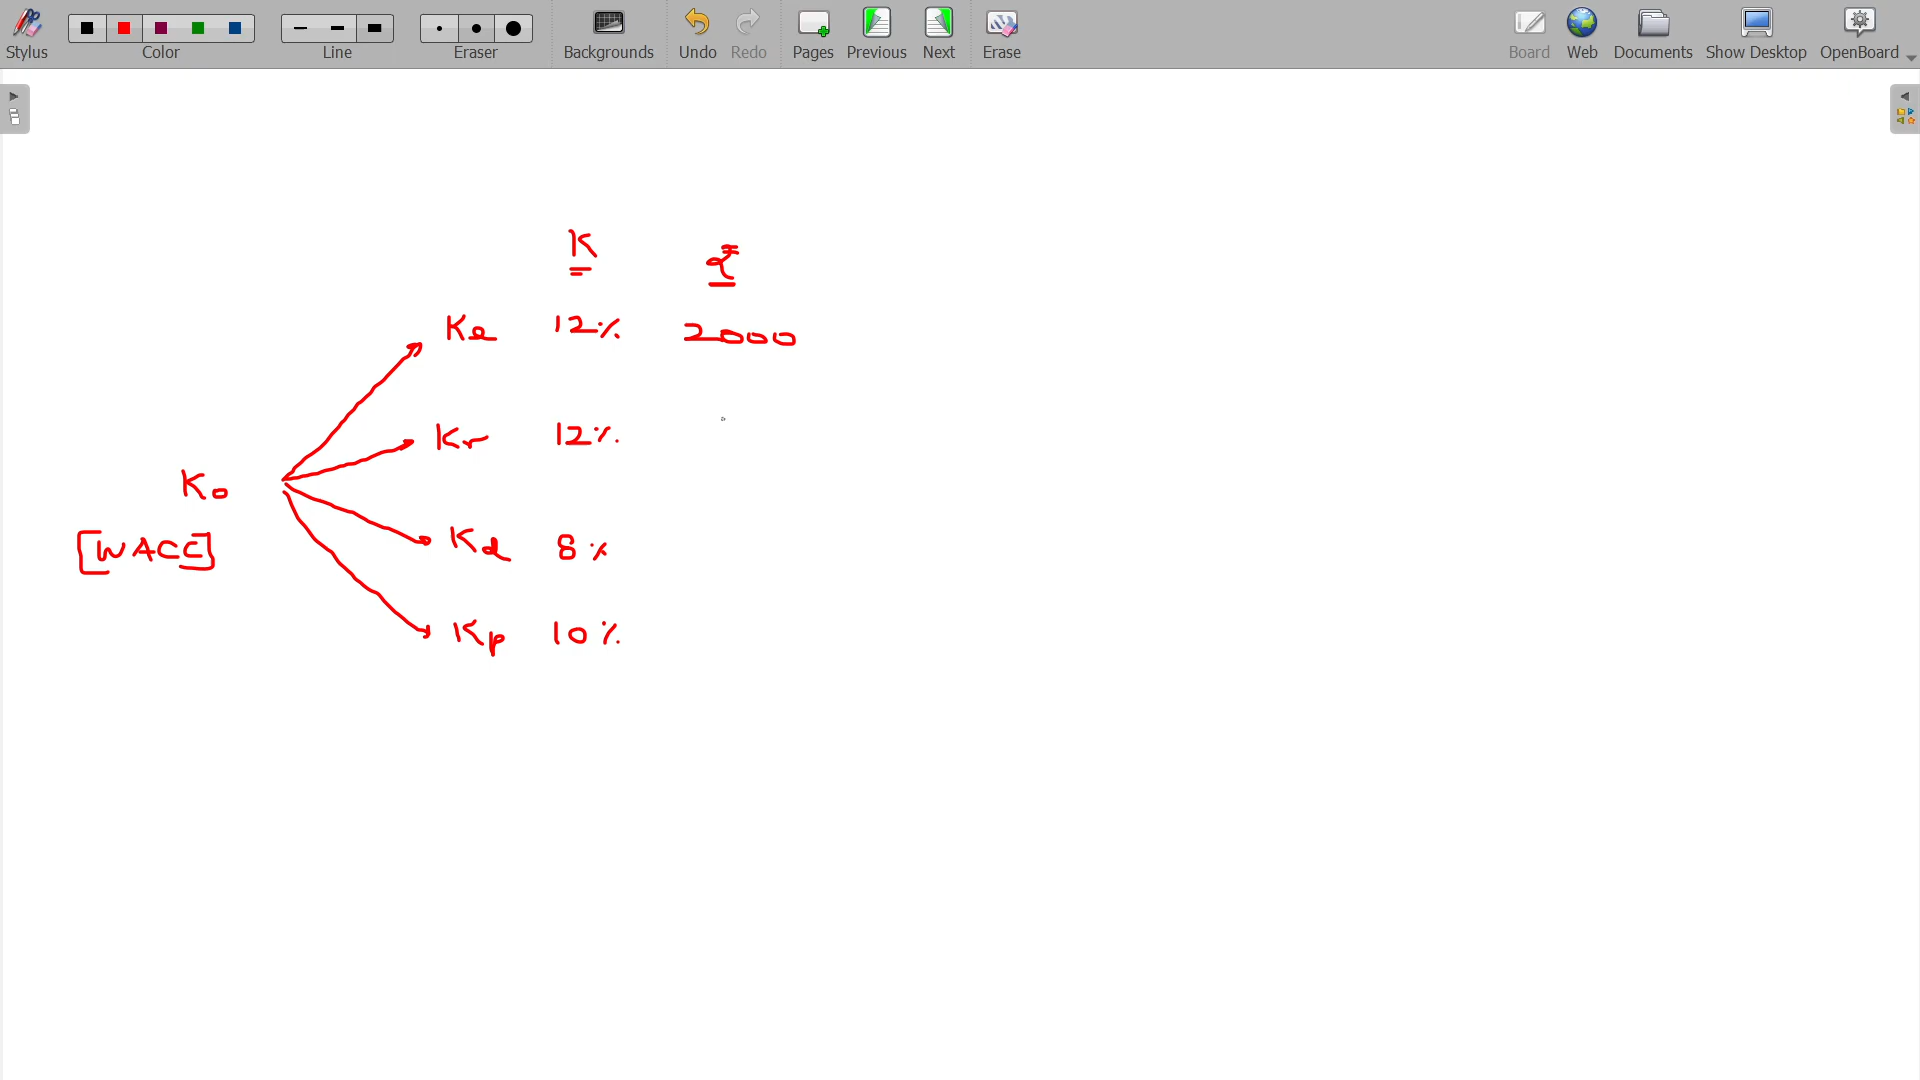 Stylus Color Line Eraser Backgrounds Undo Redo Pages Previous Next Erase Board Web Documents Show Desktop OpenBoard
K ₹
Ke 12% 2000
Kr 12%
Ko
[WACC]
Kd 8%
Kp 10%